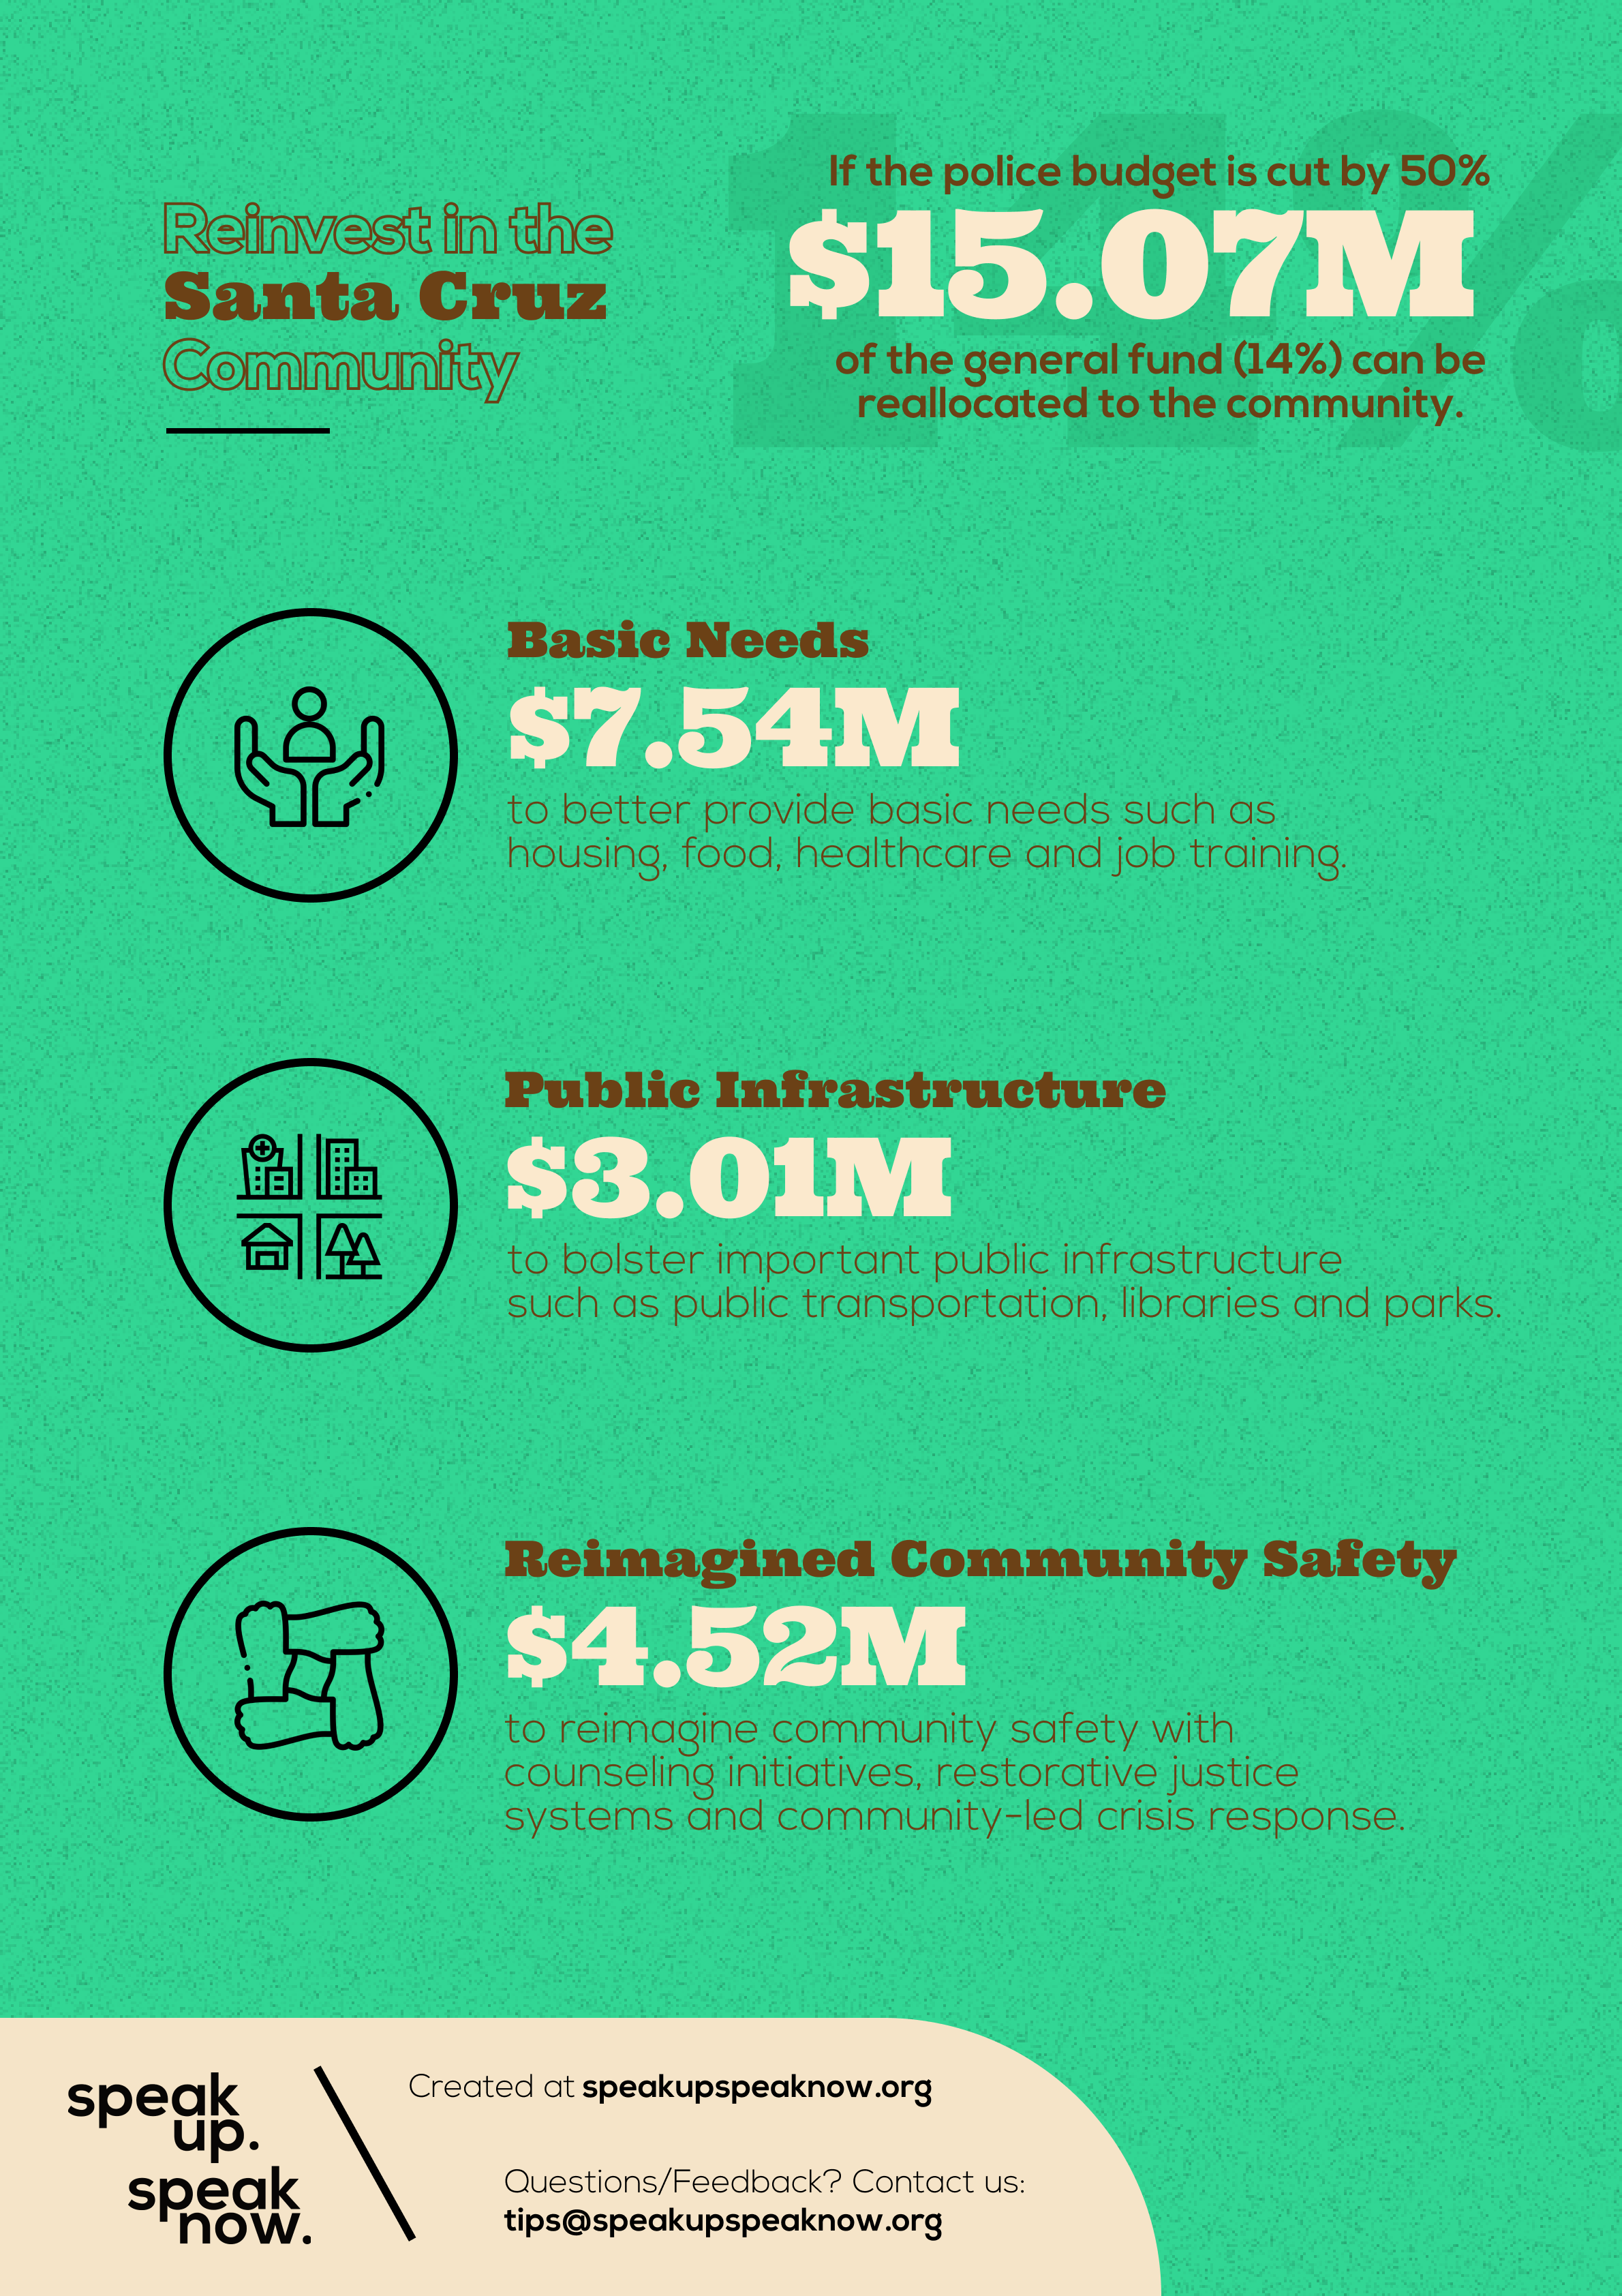 Reinvest in the
Santa Cruz
Community
14%
If the police budget is cut by 50%
$15.07M
of the general fund (14%) can be
reallocated to the community.
Basic Needs
$7.54M
to better provide basic needs such as
housing, food, healthcare and job training.
Public Infrastructure
$3.01M
to bolster important public infrastructure
such as public transportation, libraries and parks.
Reimagined Community Safety
$4.52M
to reimagine community safety with
counseling initiatives, restorative justice
systems and community-led crisis response.
speak
up.
speak
now.
Created at speakupspeaknow.org
Questions/Feedback? Contact us:
tips@speakupspeaknow.org